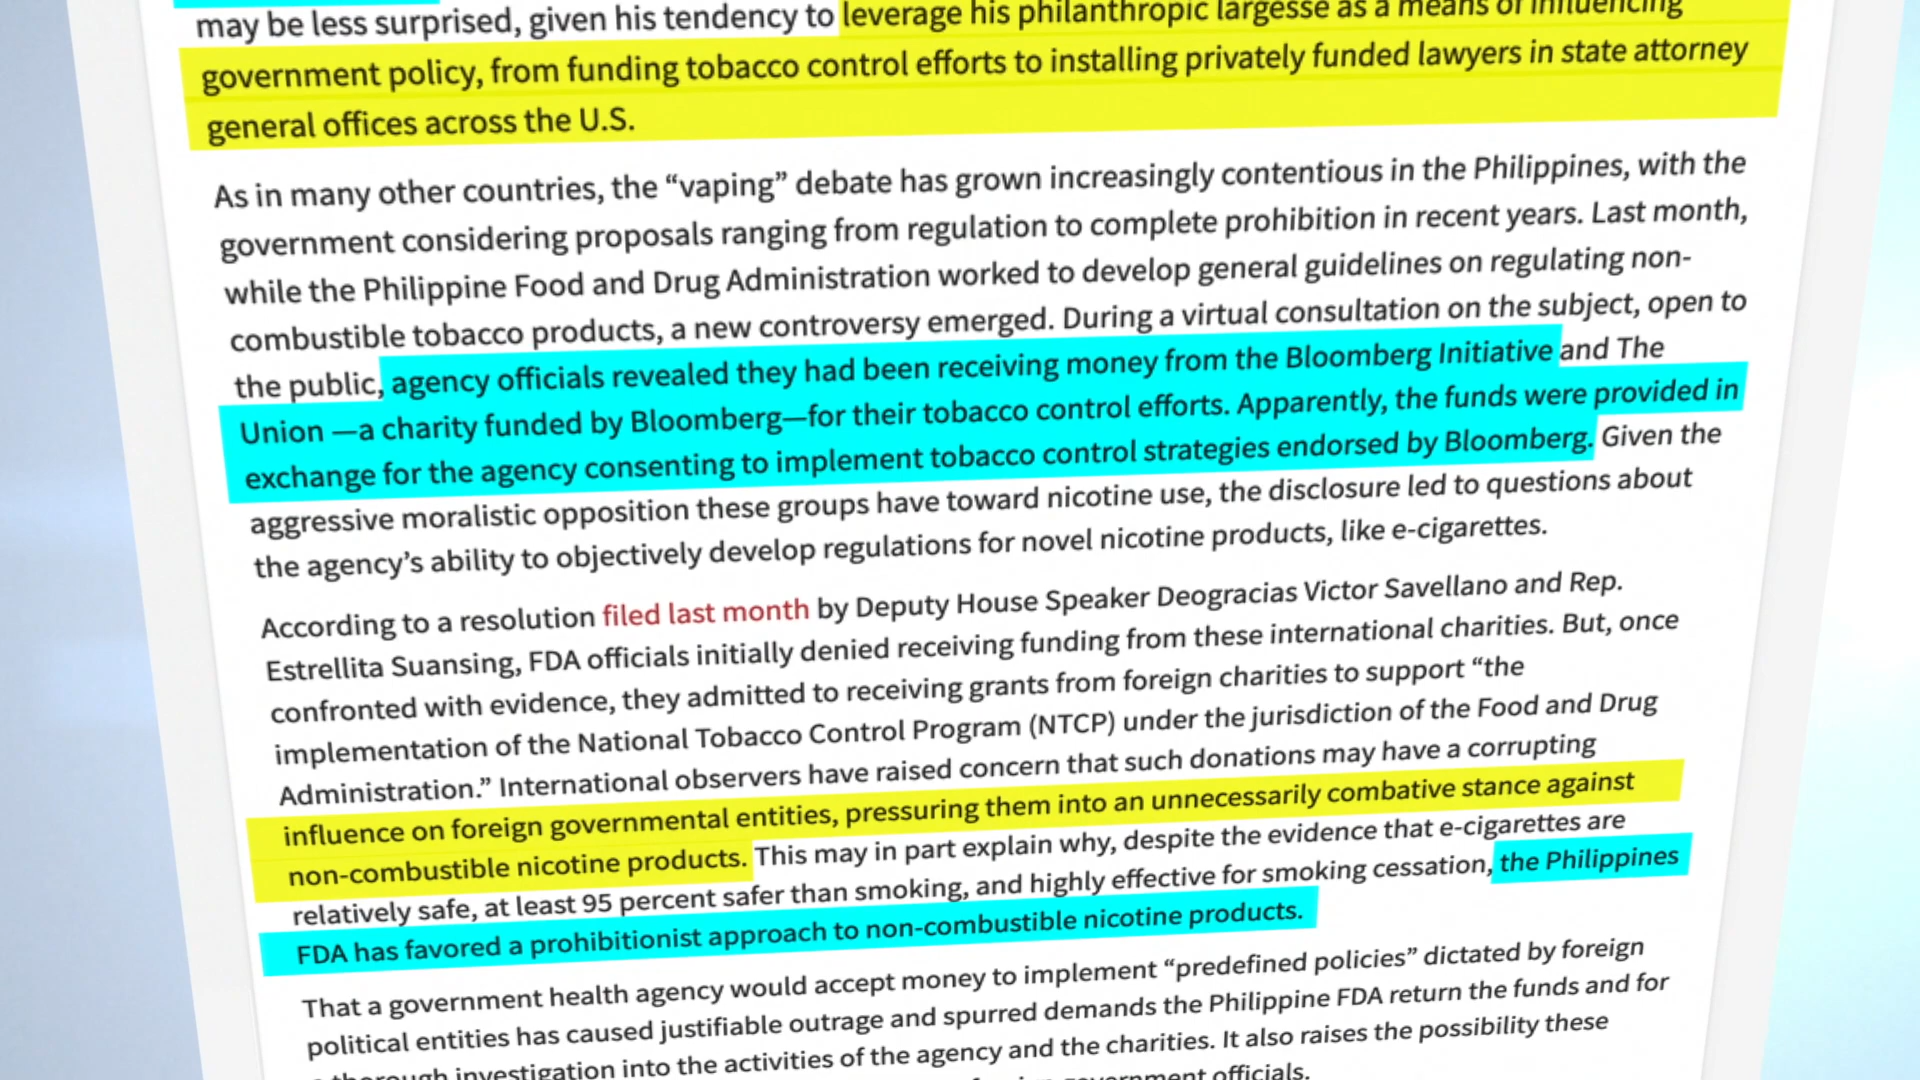 may be less surprised, given his tendency to leverage his philanthropic largesse as a means of influencing
government policy, from funding tobacco control efforts to installing privately funded lawyers in state attorney
general offices across the U.S.
As in many other countries, the “vaping” debate has grown increasingly contentious in the Philippines, with the
government considering proposals ranging from regulation to complete prohibition in recent years. Last month,
while the Philippine Food and Drug Administration worked to develop general guidelines on regulating non-
combustible tobacco products, a new controversy emerged. During a virtual consultation on the subject, open to
the public, agency officials revealed they had been receiving money from the Bloomberg Initiative and The
Union —a charity funded by Bloomberg—for their tobacco control efforts. Apparently, the funds were provided in
exchange for the agency consenting to implement tobacco control strategies endorsed by Bloomberg. Given the
aggressive moralistic opposition these groups have toward nicotine use, the disclosure led to questions about
the agency’s ability to objectively develop regulations for novel nicotine products, like e-cigarettes.
According to a resolution filed last month by Deputy House Speaker Deogracias Victor Savellano and Rep.
Estrellita Suansing, FDA officials initially denied receiving funding from these international charities. But, once
confronted with evidence, they admitted to receiving grants from foreign charities to support “the
implementation of the National Tobacco Control Program (NTCP) under the jurisdiction of the Food and Drug
Administration.” International observers have raised concern that such donations may have a corrupting
influence on foreign governmental entities, pressuring them into an unnecessarily combative stance against
non-combustible nicotine products. This may in part explain why, despite the evidence that e-cigarettes are
relatively safe, at least 95 percent safer than smoking, and highly effective for smoking cessation, the Philippines
FDA has favored a prohibitionist approach to non-combustible nicotine products.
That a government health agency would accept money to implement “predefined policies” dictated by foreign
political entities has caused justifiable outrage and spurred demands the Philippine FDA return the funds and for
a thorough investigation into the activities of the agency and the charities. It also raises the possibility these
government officials.